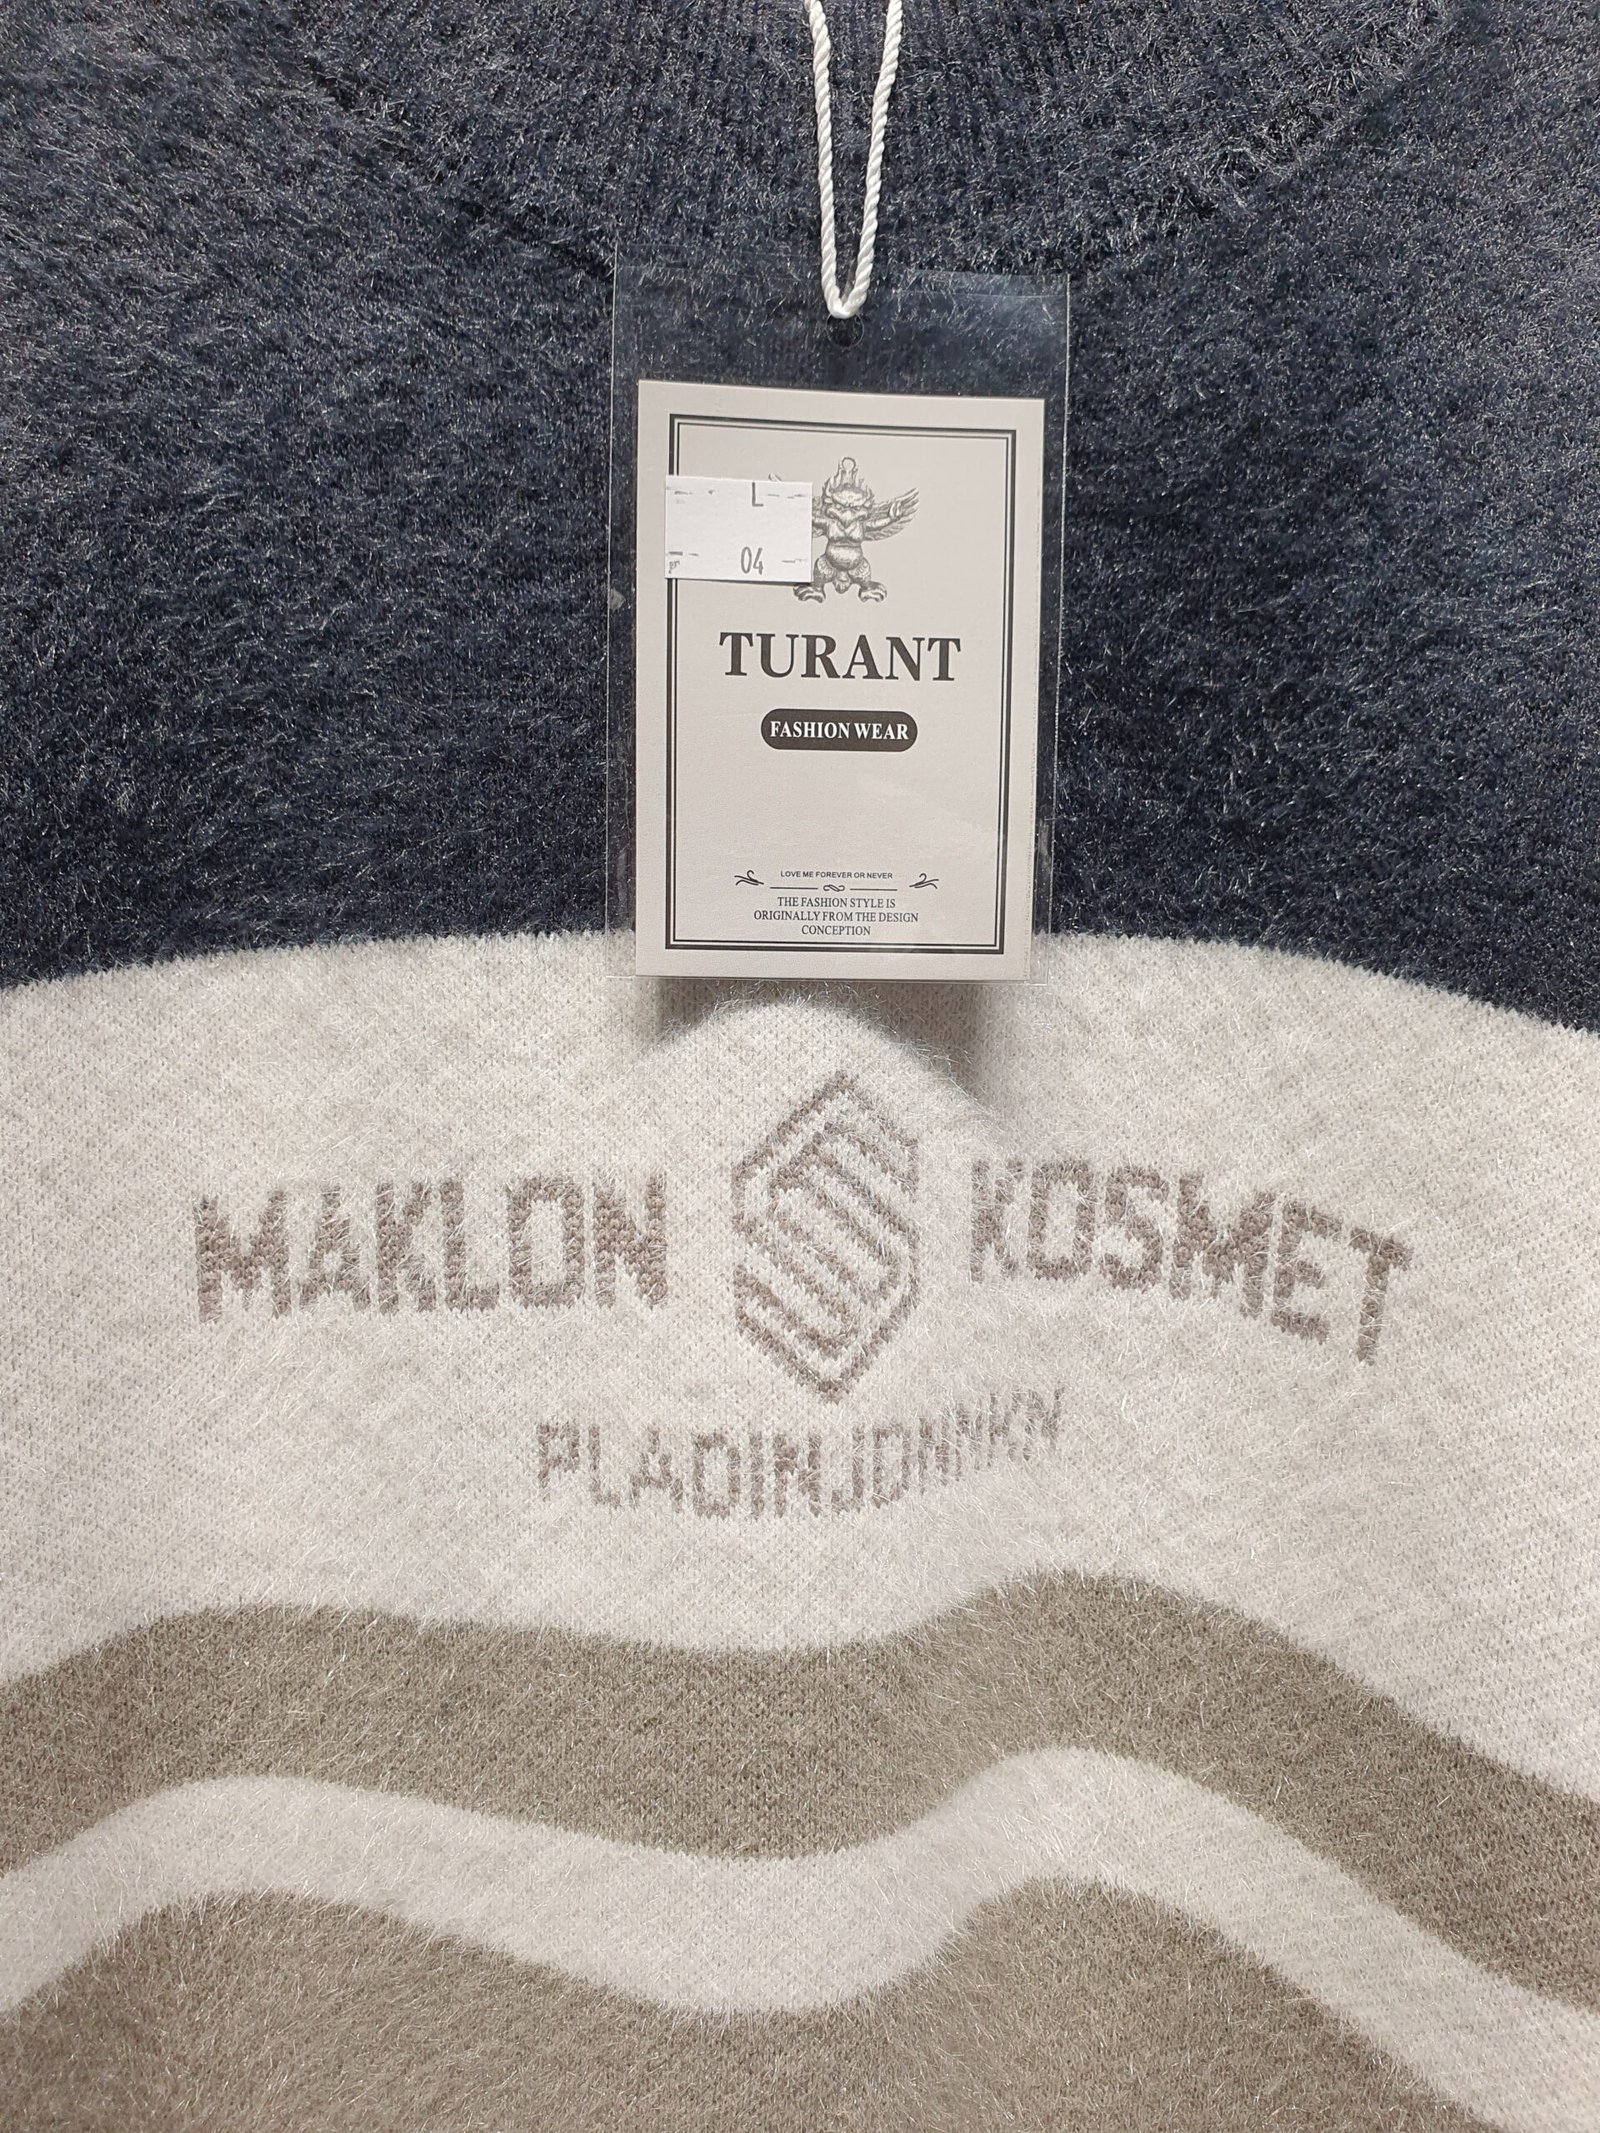 L
04
TURANT
FASHION WEAR
LOVE ME FOREVER OR NEVER
THE FASHION STYLE IS
ORIGINALLY FROM THE DESIGN
CONCEPTION
MAKLON KOSMET